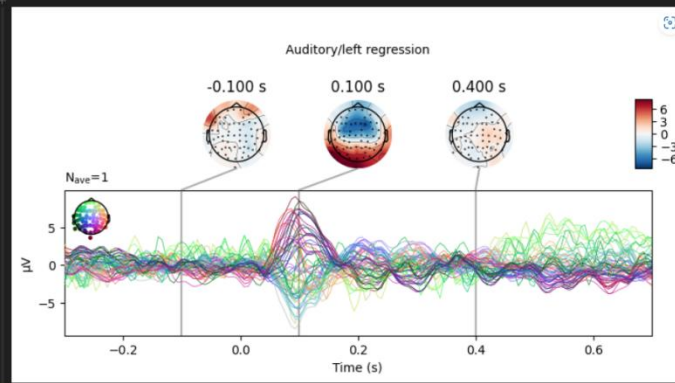 Auditory/left regression
-0.100 s 0.100 s 0.400 s
6
3
0
−3
−6
Nave=1
5
0
−5
µV
−0.2 0.0 0.2 0.4 0.6
Time (s)